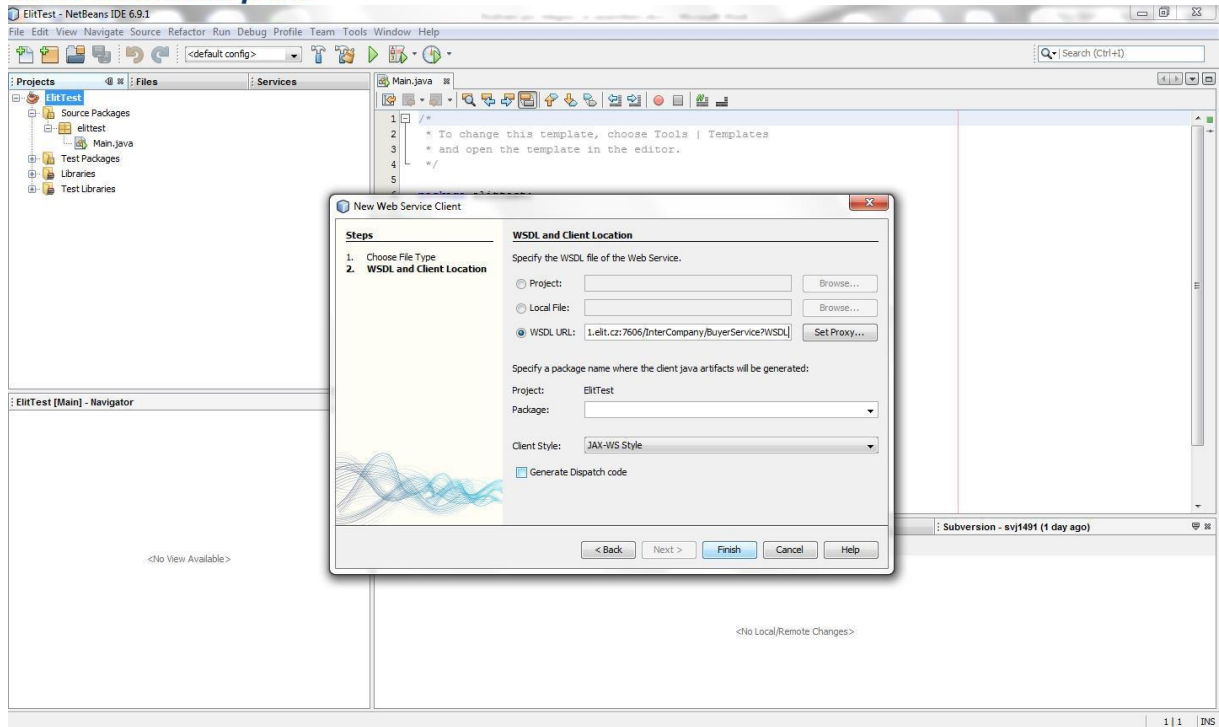 ElitTest - NetBeans IDE 6.9.1
File Edit View Navigate Source Refactor Run Debug Profile Team Tools Window Help
<default config>
Search (Ctrl+I)
Projects
Files
Services
ElitTest
Source Packages
elittest
Main.java
Test Packages
Libraries
Test Libraries
Main.java
1 /*
2 * To change this template, choose Tools | Templates
3 * and open the template in the editor.
4 */
5
New Web Service Client
Steps
1. Choose File Type
2. WSDL and Client Location
WSDL and Client Location
Specify the WSDL file of the Web Service.
Project:
Browse...
Local File:
Browse...
WSDL URL:
1.elit.cz:7606/InterCompany/BuyerService?WSDL
Set Proxy...
Specify a package name where the client java artifacts will be generated:
Project: ElitTest
Package:
Client Style: JAX-WS Style
Generate Dispatch code
< Back
Next >
Finish
Cancel
Help
ElitTest [Main] - Navigator
<No View Available>
Subversion - svj1491 (1 day ago)
<No Local/Remote Changes>
1 | 1 INS